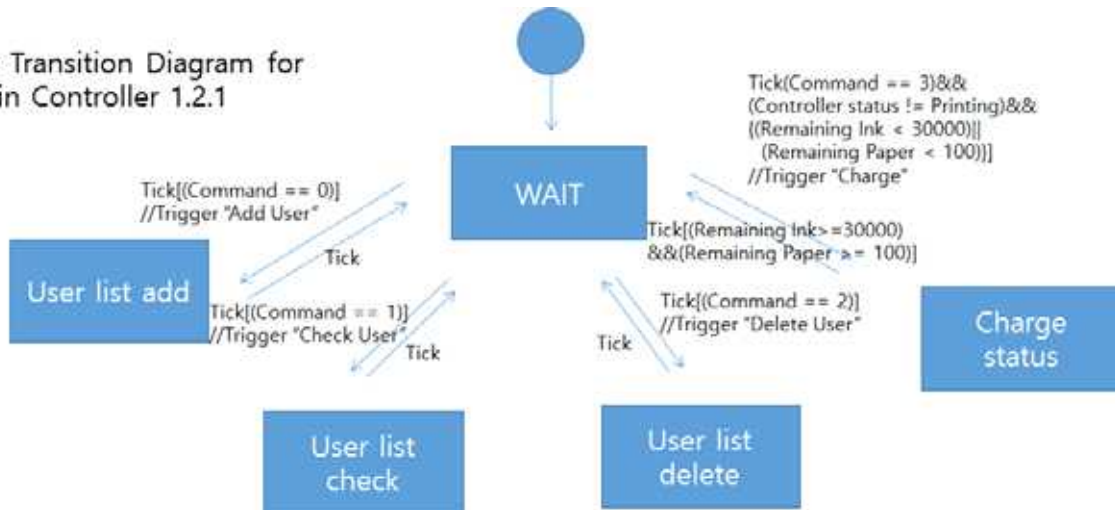 Transition Diagram for
in Controller 1.2.1
Tick(Command == 3)&&
(Controller status != Printing)&&
{(Remaining Ink < 30000)||
(Remaining Paper < 100)}]
//Trigger "Charge"
WAIT
Tick[(Command == 0)]
//Trigger "Add User"
Tick
Tick[(Remaining Ink>=30000)
&&(Remaining Paper >= 100)]
User list add
Tick[(Command == 1)]
//Trigger "Check User"
Tick
Tick[(Command == 2)]
//Trigger "Delete User"
Tick
Charge
status
User list
check
User list
delete